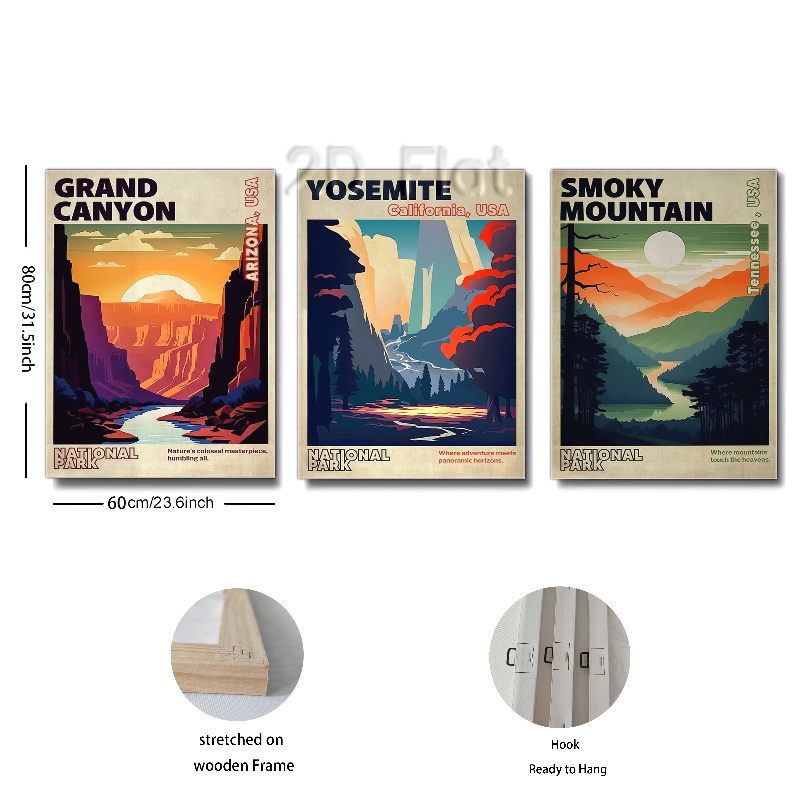 2D Flat
GRAND
CANYON
ARIZONA, USA
NATIONAL
PARK
Nature's colossal masterpiece,
humbling all.
YOSEMITE
California, USA
NATIONAL
PARK
Where adventure meets
panoramic horizons.
SMOKY
MOUNTAIN
Tennessee, USA
NATIONAL
PARK
Where mountains
touch the heavens.
80cm/31.5inch
60cm/23.6inch
stretched on
wooden Frame
Hook
Ready to Hang